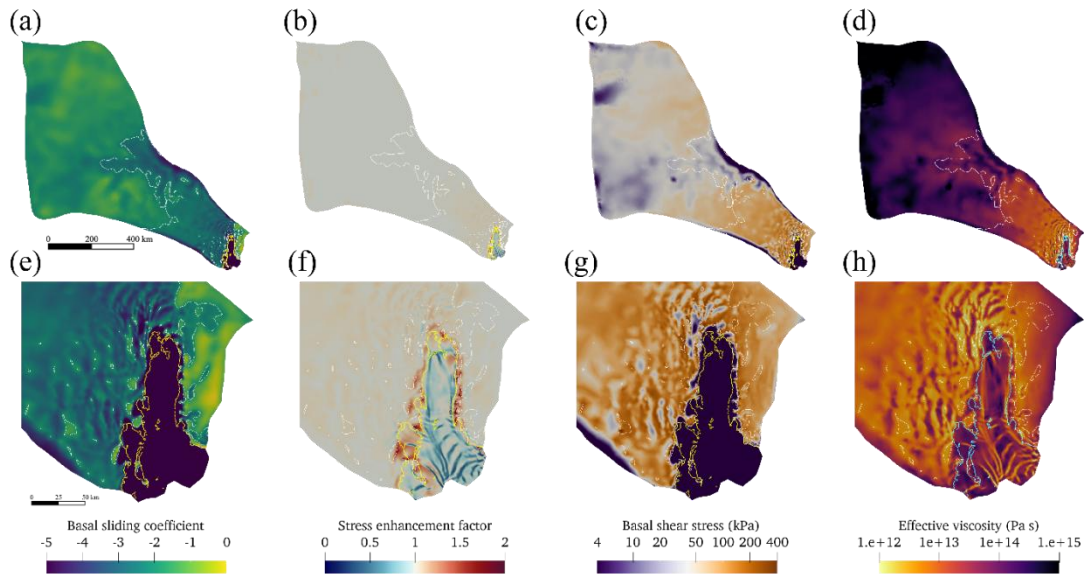 (a)
(b)
(c)
(d)
0 200 400 km
(e)
(f)
(g)
(h)
0 25 50 km
Basal sliding coefficient
-5 -4 -3 -2 -1 0
Stress enhancement factor
0 0.5 1 1.5 2
Basal shear stress (kPa)
4 10 20 50 100 200 400
Effective viscosity (Pa s)
1.e+12 1e+13 1e+14 1.e+15